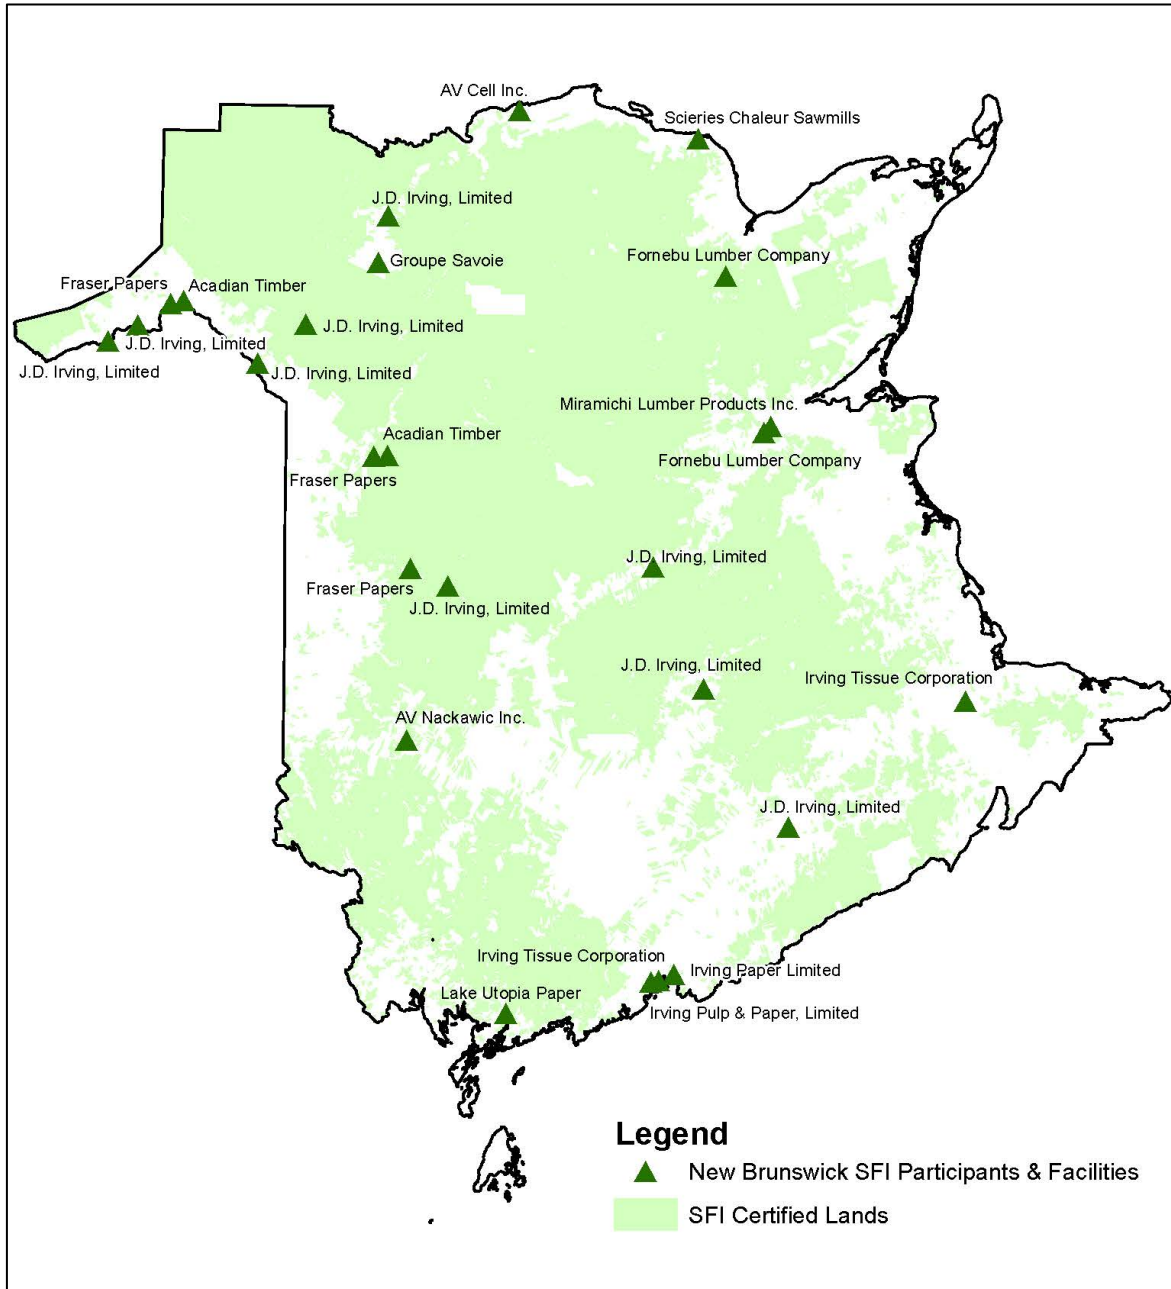 AV Cell Inc.
Scieries Chaleur Sawmills
J.D. Irving, Limited
Fornebu Lumber Company
Groupe Savoie
Fraser Papers
Acadian Timber
J.D. Irving, Limited
J.D. Irving, Limited
J.D. Irving, Limited
J.D. Irving, Limited
Miramichi Lumber Products Inc.
Acadian Timber
Fornebu Lumber Company
Fraser Papers
J.D. Irving, Limited
Fraser Papers
J.D. Irving, Limited
J.D. Irving, Limited
Irving Tissue Corporation
AV Nackawic Inc.
J.D. Irving, Limited
Irving Tissue Corporation
Irving Paper Limited
Lake Utopia Paper
Irving Pulp & Paper, Limited
Legend
New Brunswick SFI Participants & Facilities
SFI Certified Lands